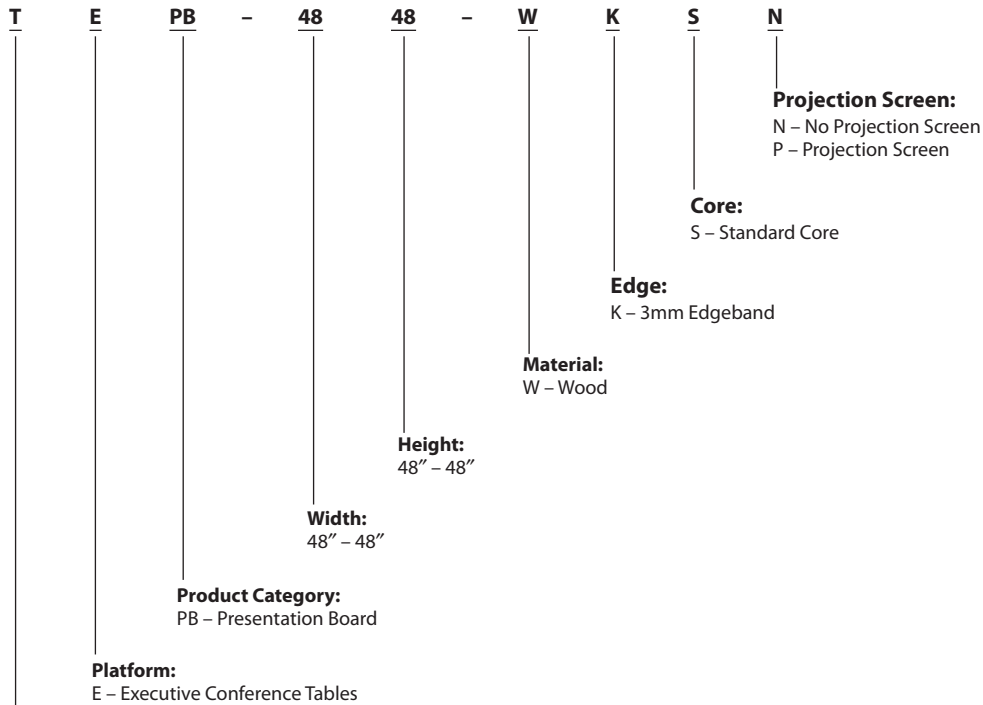 T E PB – 48 48 – W K S N
Projection Screen:
N – No Projection Screen
P – Projection Screen
Core:
S – Standard Core
Edge:
K – 3mm Edgeband
Material:
W – Wood
Height:
48″ – 48″
Width:
48″ – 48″
Product Category:
PB – Presentation Board
Platform:
E – Executive Conference Tables